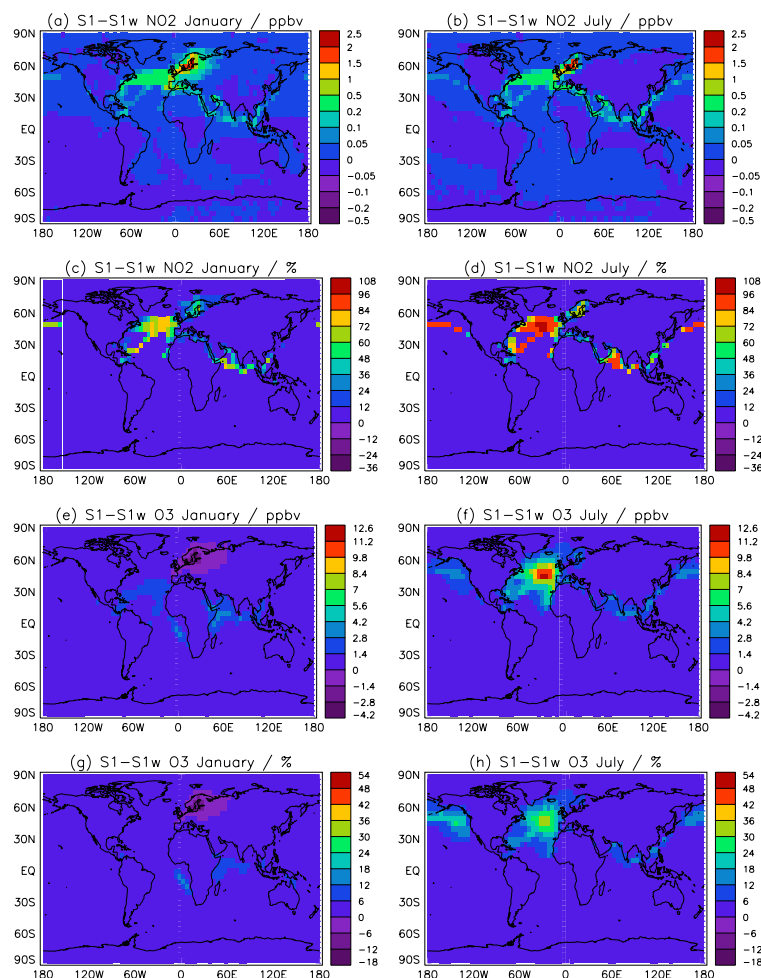 (a) S1−S1w NO2 January / ppbv
90N
60N
30N
EQ
30S
60S
90S
180 120W 60W 0 60E 120E 180
2.5
2
1.5
1
0.5
0.2
0.1
0.05
0
−0.05
−0.1
−0.2
−0.5
(b) S1−S1w NO2 July / ppbv
90N
60N
30N
EQ
30S
60S
90S
180 120W 60W 0 60E 120E 180
2.5
2
1.5
1
0.5
0.2
0.1
0.05
0
−0.05
−0.1
−0.2
−0.5
(c) S1−S1w NO2 January / %
90N
60N
30N
EQ
30S
60S
90S
180 120W 60W 0 60E 120E 180
108
96
84
72
60
48
36
24
12
0
−12
−24
−36
(d) S1−S1w NO2 July / %
90N
60N
30N
EQ
30S
60S
90S
180 120W 60W 0 60E 120E 180
108
96
84
72
60
48
36
24
12
0
−12
−24
−36
(e) S1−S1w O3 January / ppbv
90N
60N
30N
EQ
30S
60S
90S
180 120W 60W 0 60E 120E 180
12.6
11.2
9.8
8.4
7
5.6
4.2
2.8
1.4
0
−1.4
−2.8
−4.2
(f) S1−S1w O3 July / ppbv
90N
60N
30N
EQ
30S
60S
90S
180 120W 60W 0 60E 120E 180
12.6
11.2
9.8
8.4
7
5.6
4.2
2.8
1.4
0
−1.4
−2.8
−4.2
(g) S1−S1w O3 January / %
90N
60N
30N
EQ
30S
60S
90S
180 120W 60W 0 60E 120E 180
54
48
42
36
30
24
18
12
6
0
−6
−12
−18
(h) S1−S1w O3 July / %
90N
60N
30N
EQ
30S
60S
90S
180 120W 60W 0 60E 120E 180
54
48
42
36
30
24
18
12
6
0
−6
−12
−18